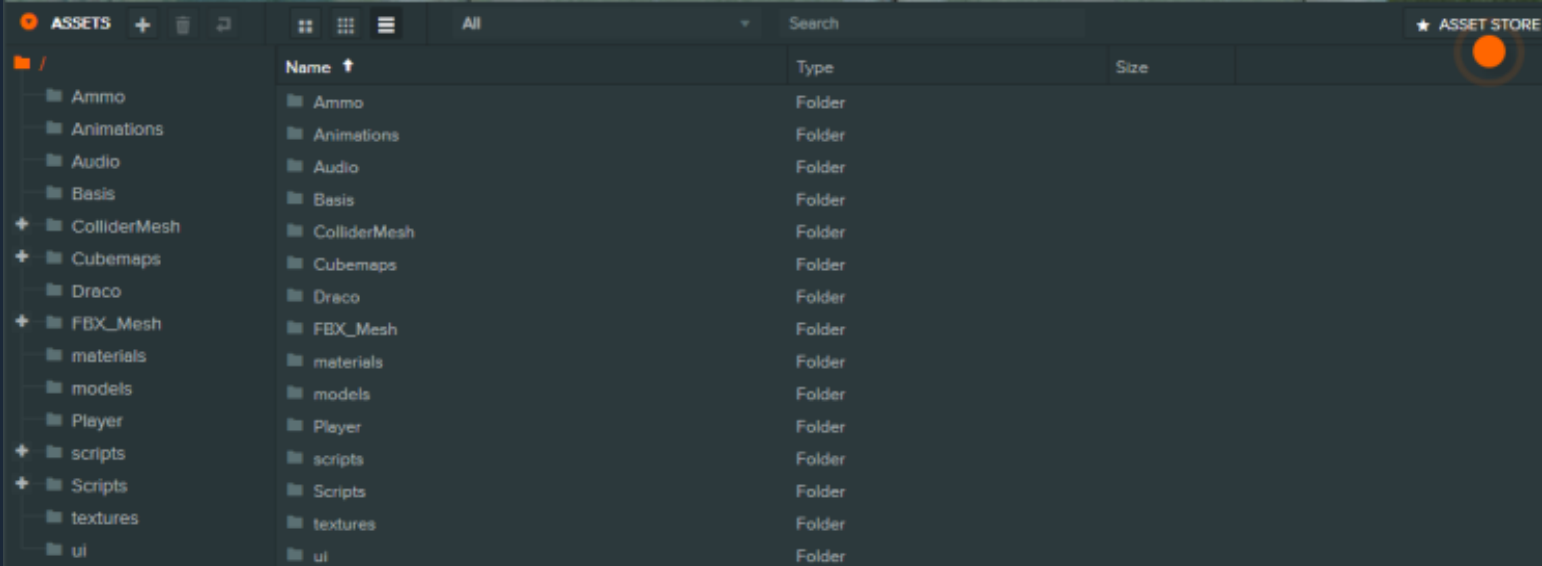 ASSETS All Search ASSET STORE
/
Name Type Size
Ammo
Animations
Audio
Basis
ColliderMesh
Cubemaps
Draco
FBX_Mesh
materials
models
Player
scripts
Scripts
textures
ui
Ammo Folder
Animations Folder
Audio Folder
Basis Folder
ColliderMesh Folder
Cubemaps Folder
Draco Folder
FBX_Mesh Folder
materials Folder
models Folder
Player Folder
scripts Folder
Scripts Folder
textures Folder
ui Folder